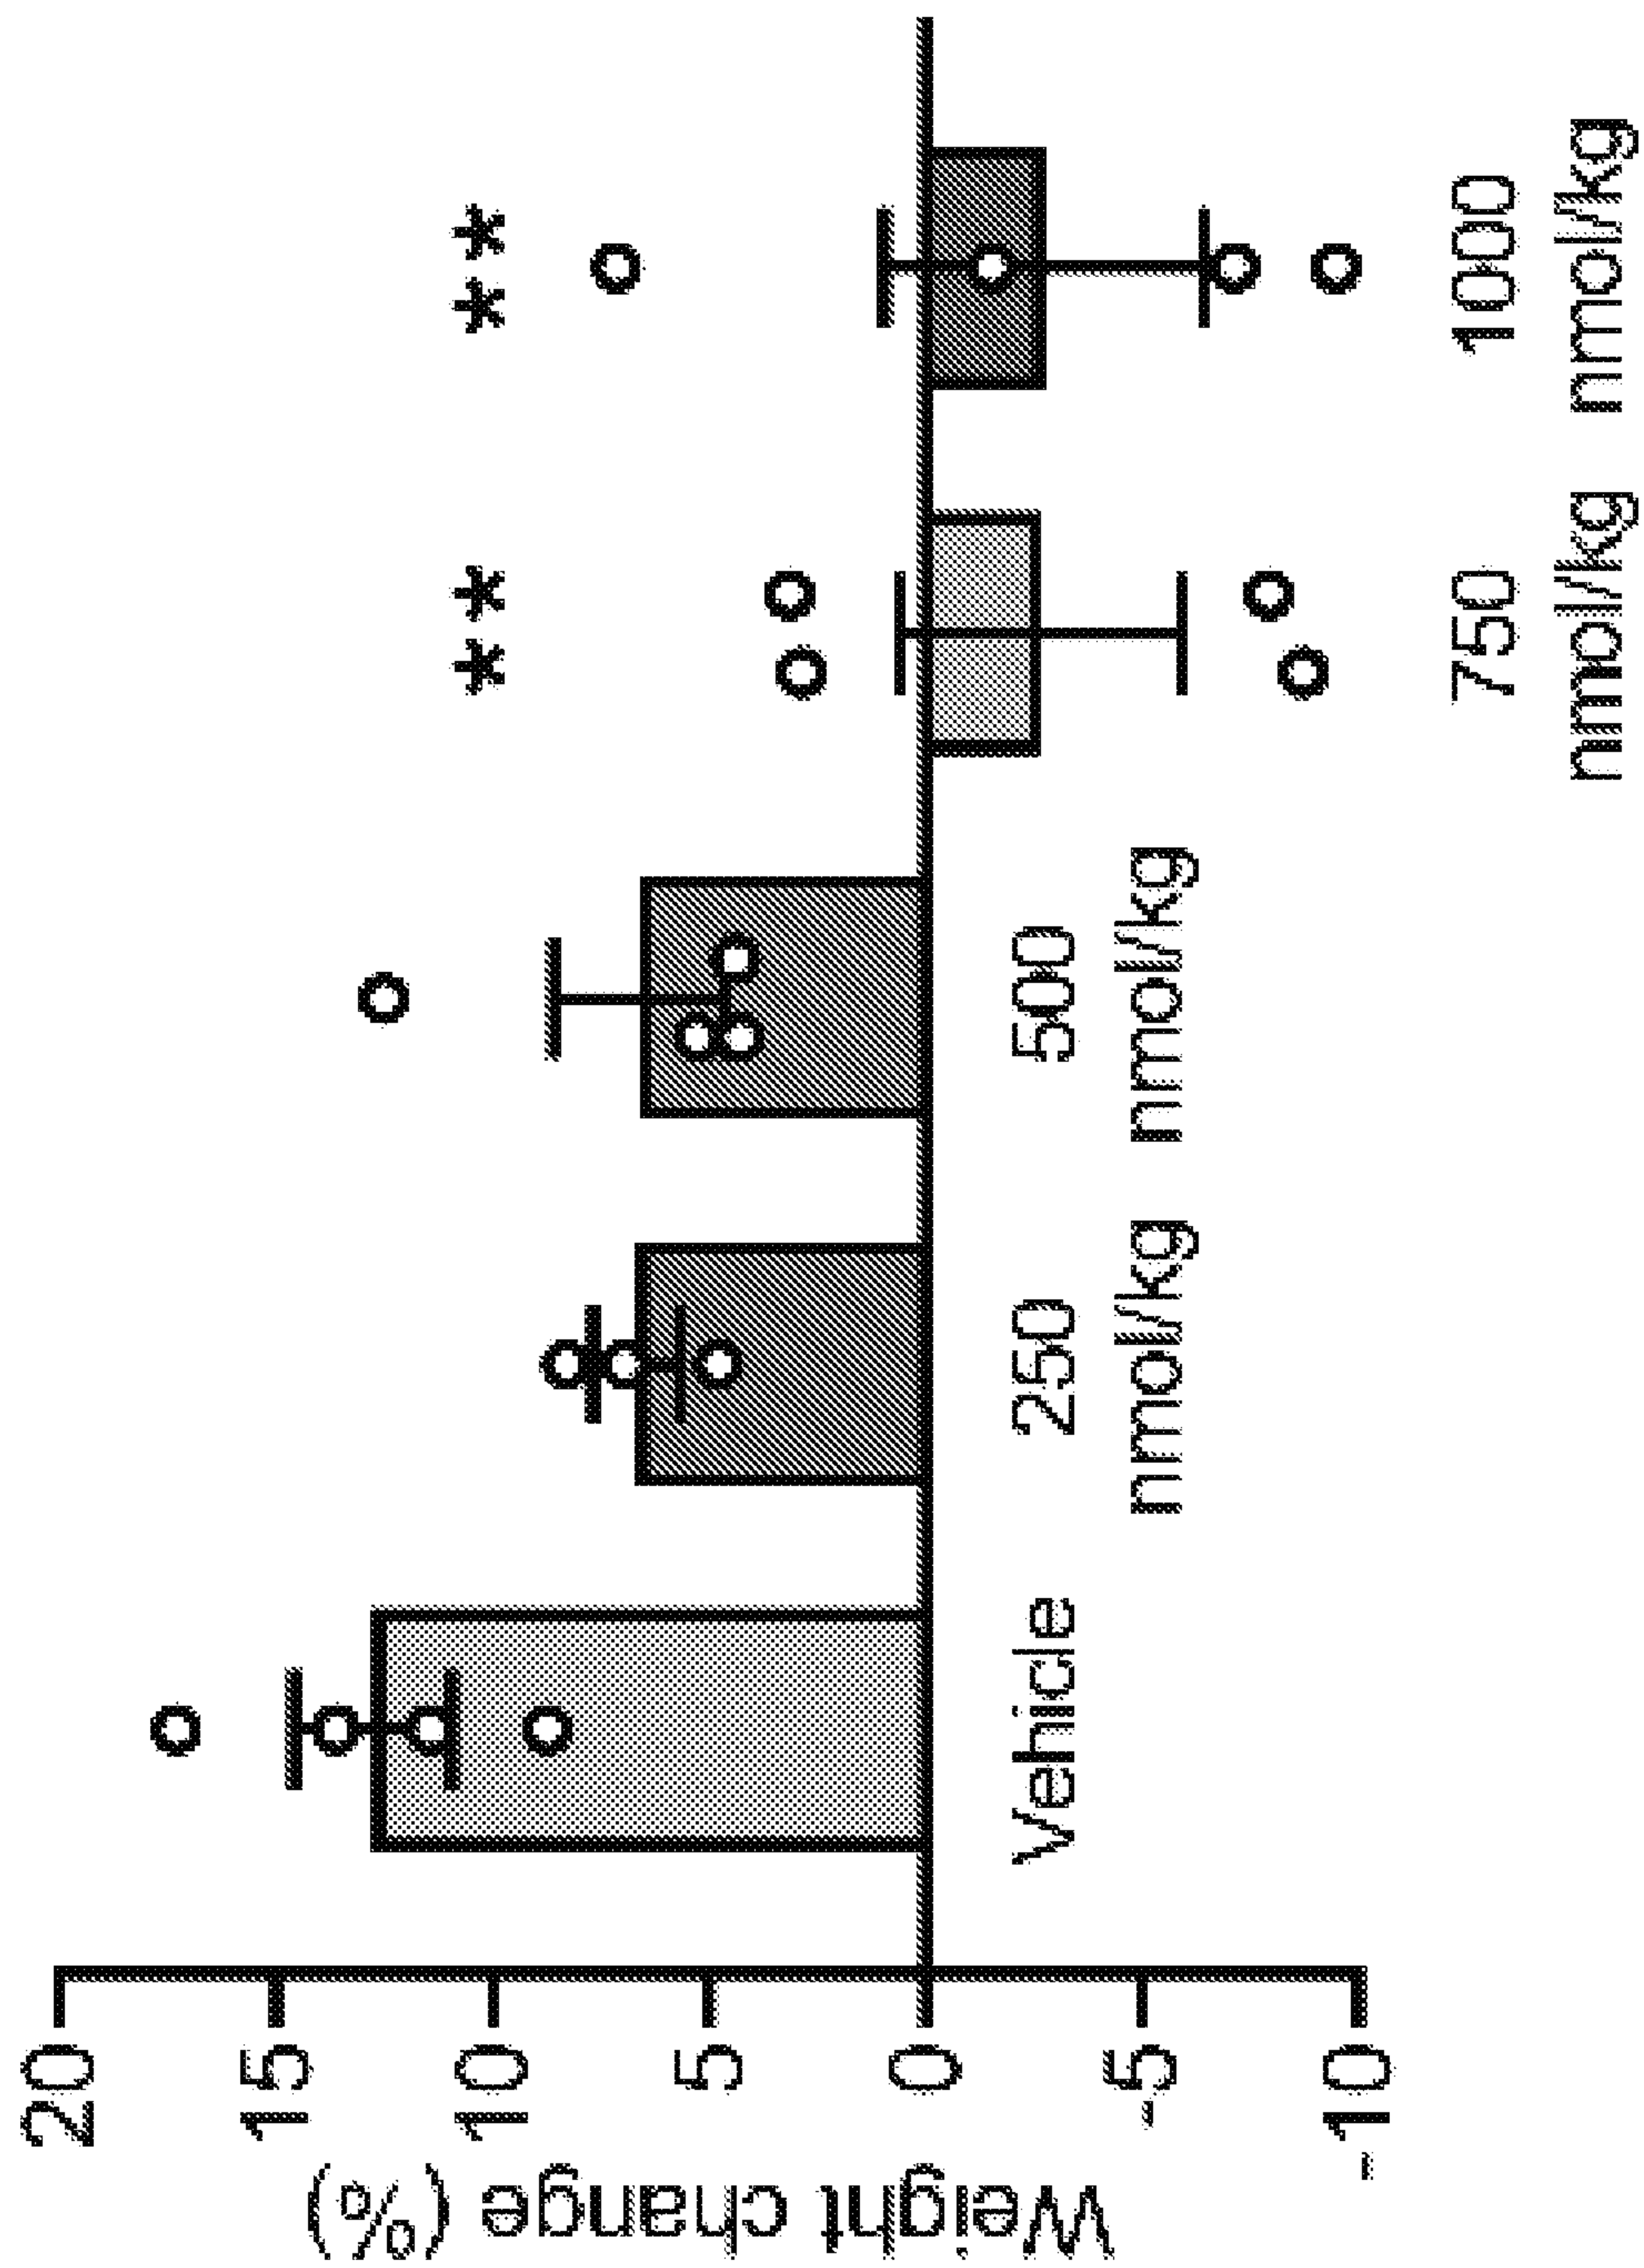 Weight change (%)
20
15
10
5
0
-5
-10
Vehicle
250
nmol/kg
500
nmol/kg
750
nmol/kg
1000
nmol/kg
**
**